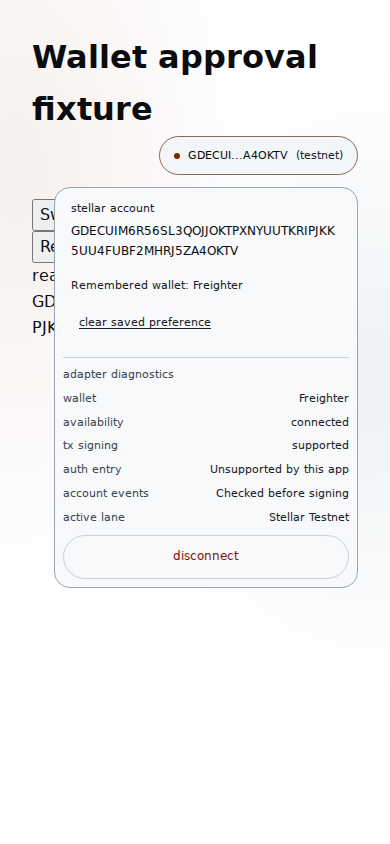 Wallet approval
fixture
GDECUI...A4OKTV (testnet)
stellar account
GDECUIM6R56SL3QOJJOKTPXNYUUTKRIPJKK
5UU4FUBF2MHRJ5ZA4OKTV
Remembered wallet: Freighter
clear saved preference
adapter diagnostics
wallet Freighter
availability connected
tx signing supported
auth entry Unsupported by this app
account events Checked before signing
active lane Stellar Testnet
disconnect